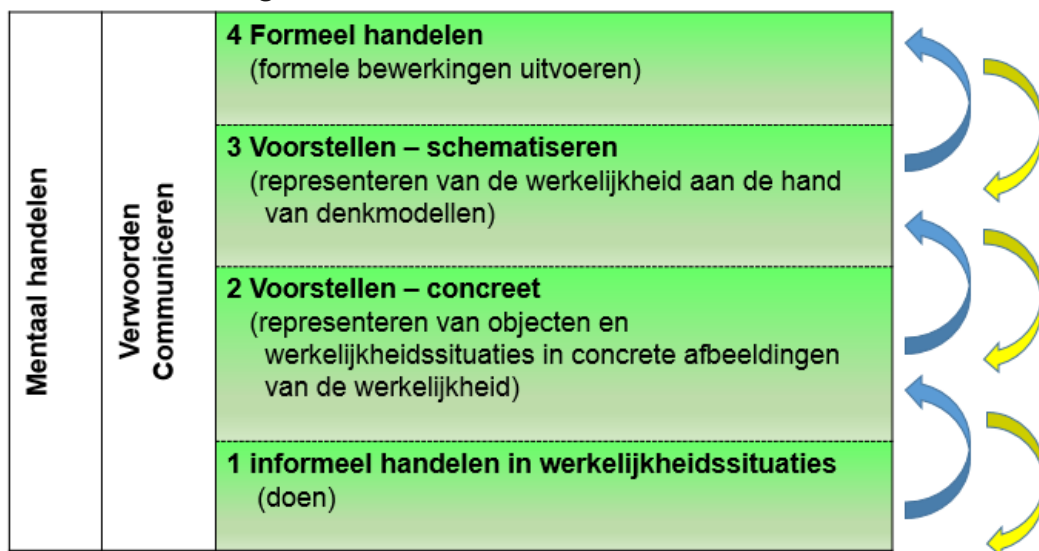 Mentaal handelen
Verwoorden
Communiceren
4 Formeel handelen
(formele bewerkingen uitvoeren)
3 Voorstellen – schematiseren
(representeren van de werkelijkheid aan de hand
van denkmodellen)
2 Voorstellen – concreet
(representeren van objecten en
werkelijkheidssituaties in concrete afbeeldingen
van de werkelijkheid)
1 informeel handelen in werkelijkheidssituaties
(doen)